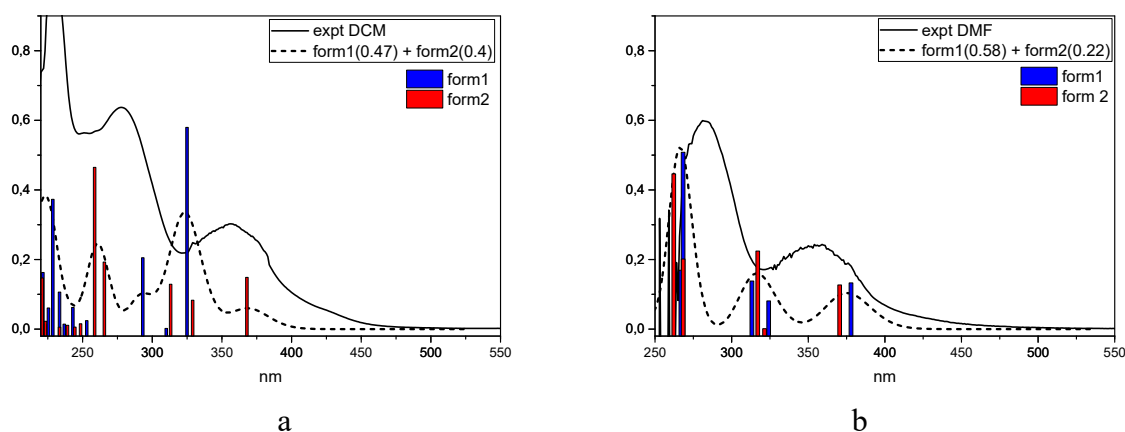 expt DCM
form1(0.47) + form2(0.4)
form1
form2
0,8
0,6
0,4
0,2
0,0
250 300 350 400 450 500 550
nm
a
expt DMF
form1(0.58) + form2(0.22)
form1
form 2
0,8
0,6
0,4
0,2
0,0
250 300 350 400 450 500 550
nm
b